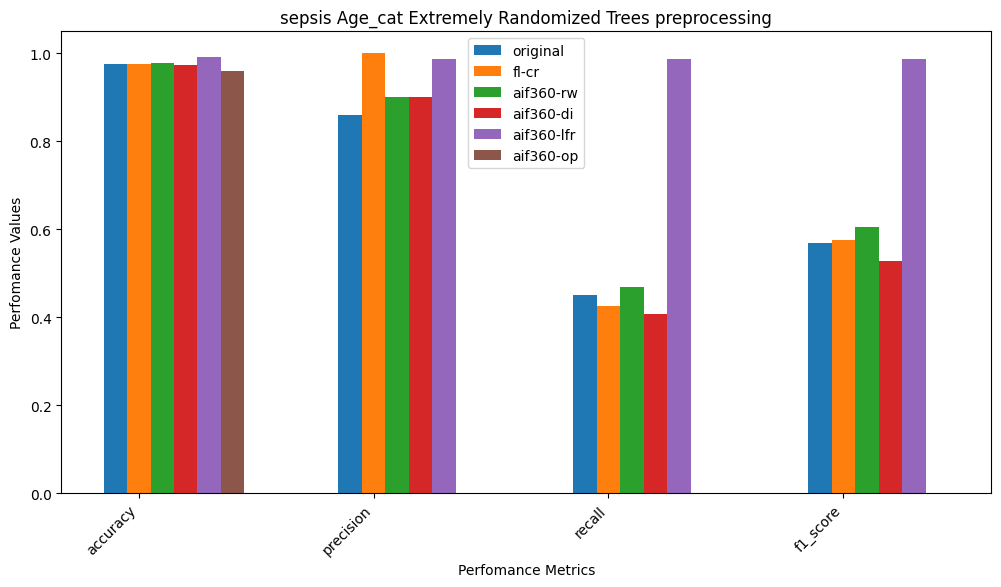 sepsis Age_cat Extremely Randomized Trees preprocessing
original
fl-cr
aif360-rw
aif360-di
aif360-lfr
aif360-op
Perfomance Values
1.0
0.8
0.6
0.4
0.2
0.0
accuracy
precision
recall
f1_score
Perfomance Metrics